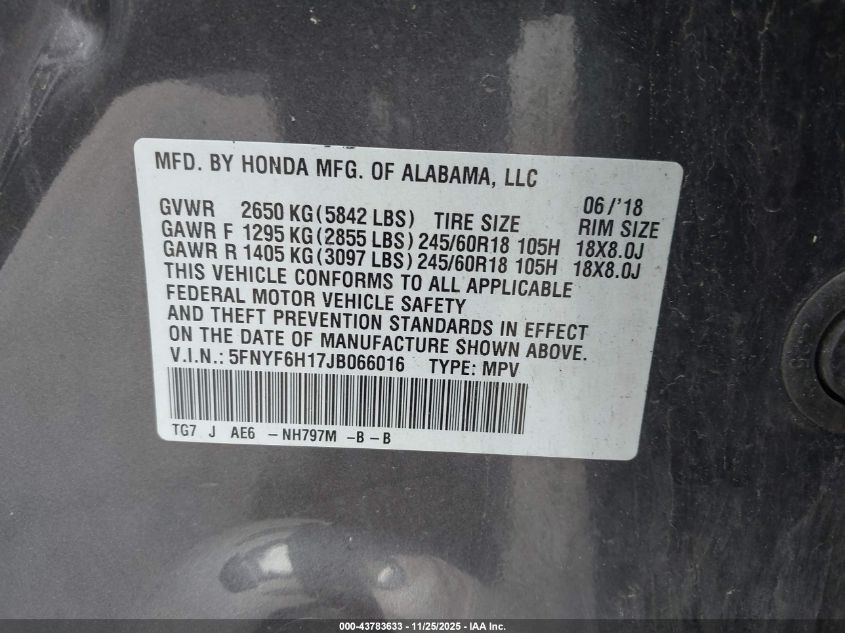 MFD. BY HONDA MFG. OF ALABAMA, LLC
06/'18
GVWR 2650 KG(5842 LBS) TIRE SIZE RIM SIZE
GAWR F 1295 KG(2855 LBS)245/60R18 105H 18X8.0J
GAWR R 1405 KG(3097 LBS)245/60R18 105H 18X8.0J
THIS VEHICLE CONFORMS TO ALL APPLICABLE
FEDERAL MOTOR VEHICLE SAFETY
AND THEFT PREVENTION STANDARDS IN EFFECT
ON THE DATE OF MANUFACTURE SHOWN ABOVE.
V.I.N.: 5FNYF6H17JB066016 TYPE: MPV
TG7 J AE6 -NH797M -B-B
000-43783633 - 11/25/2025 - IAA Inc.